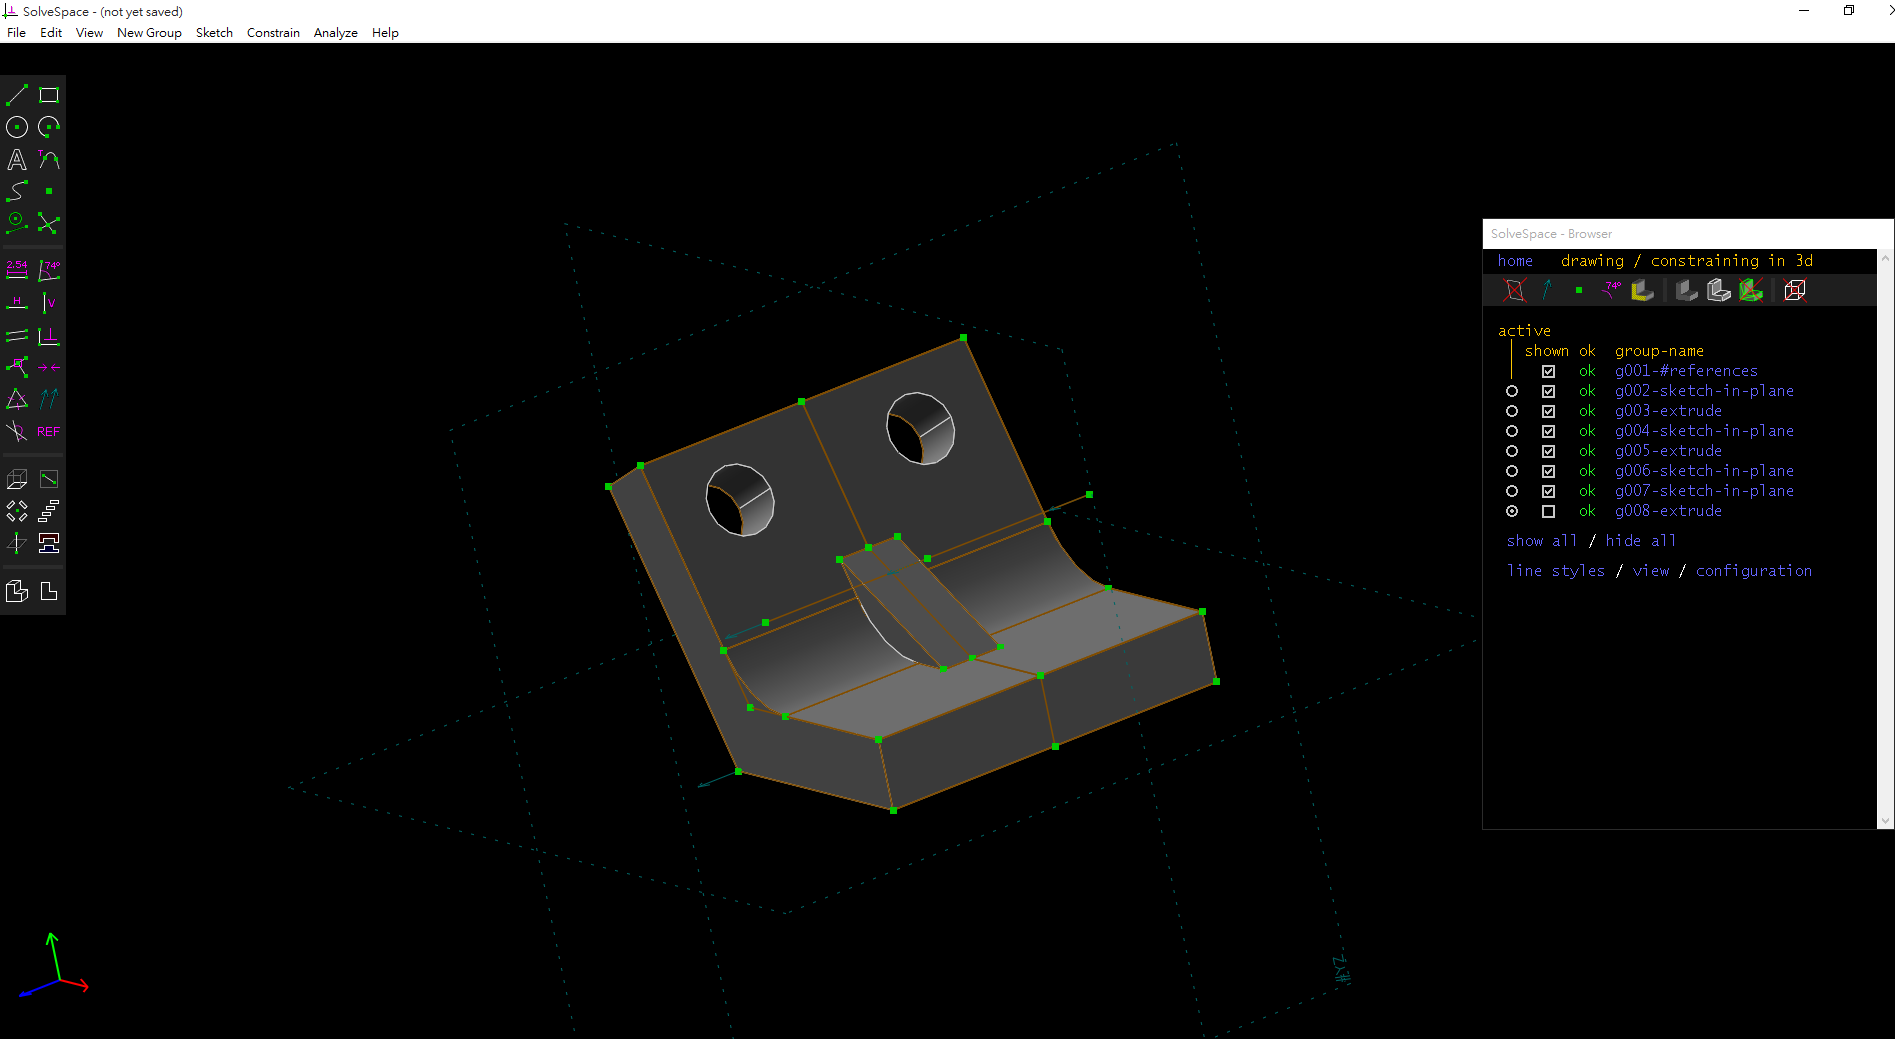 SolveSpace - (not yet saved)
File Edit View New Group Sketch Constrain Analyze Help
A T
2.54 74°
H V
REF
SolveSpace - Browser
home drawing / constraining in 3d
74°
active
shown ok group-name
ok g001-#references
ok g002-sketch-in-plane
ok g003-extrude
ok g004-sketch-in-plane
ok g005-extrude
ok g006-sketch-in-plane
ok g007-sketch-in-plane
ok g008-extrude
show all / hide all
line styles / view / configuration